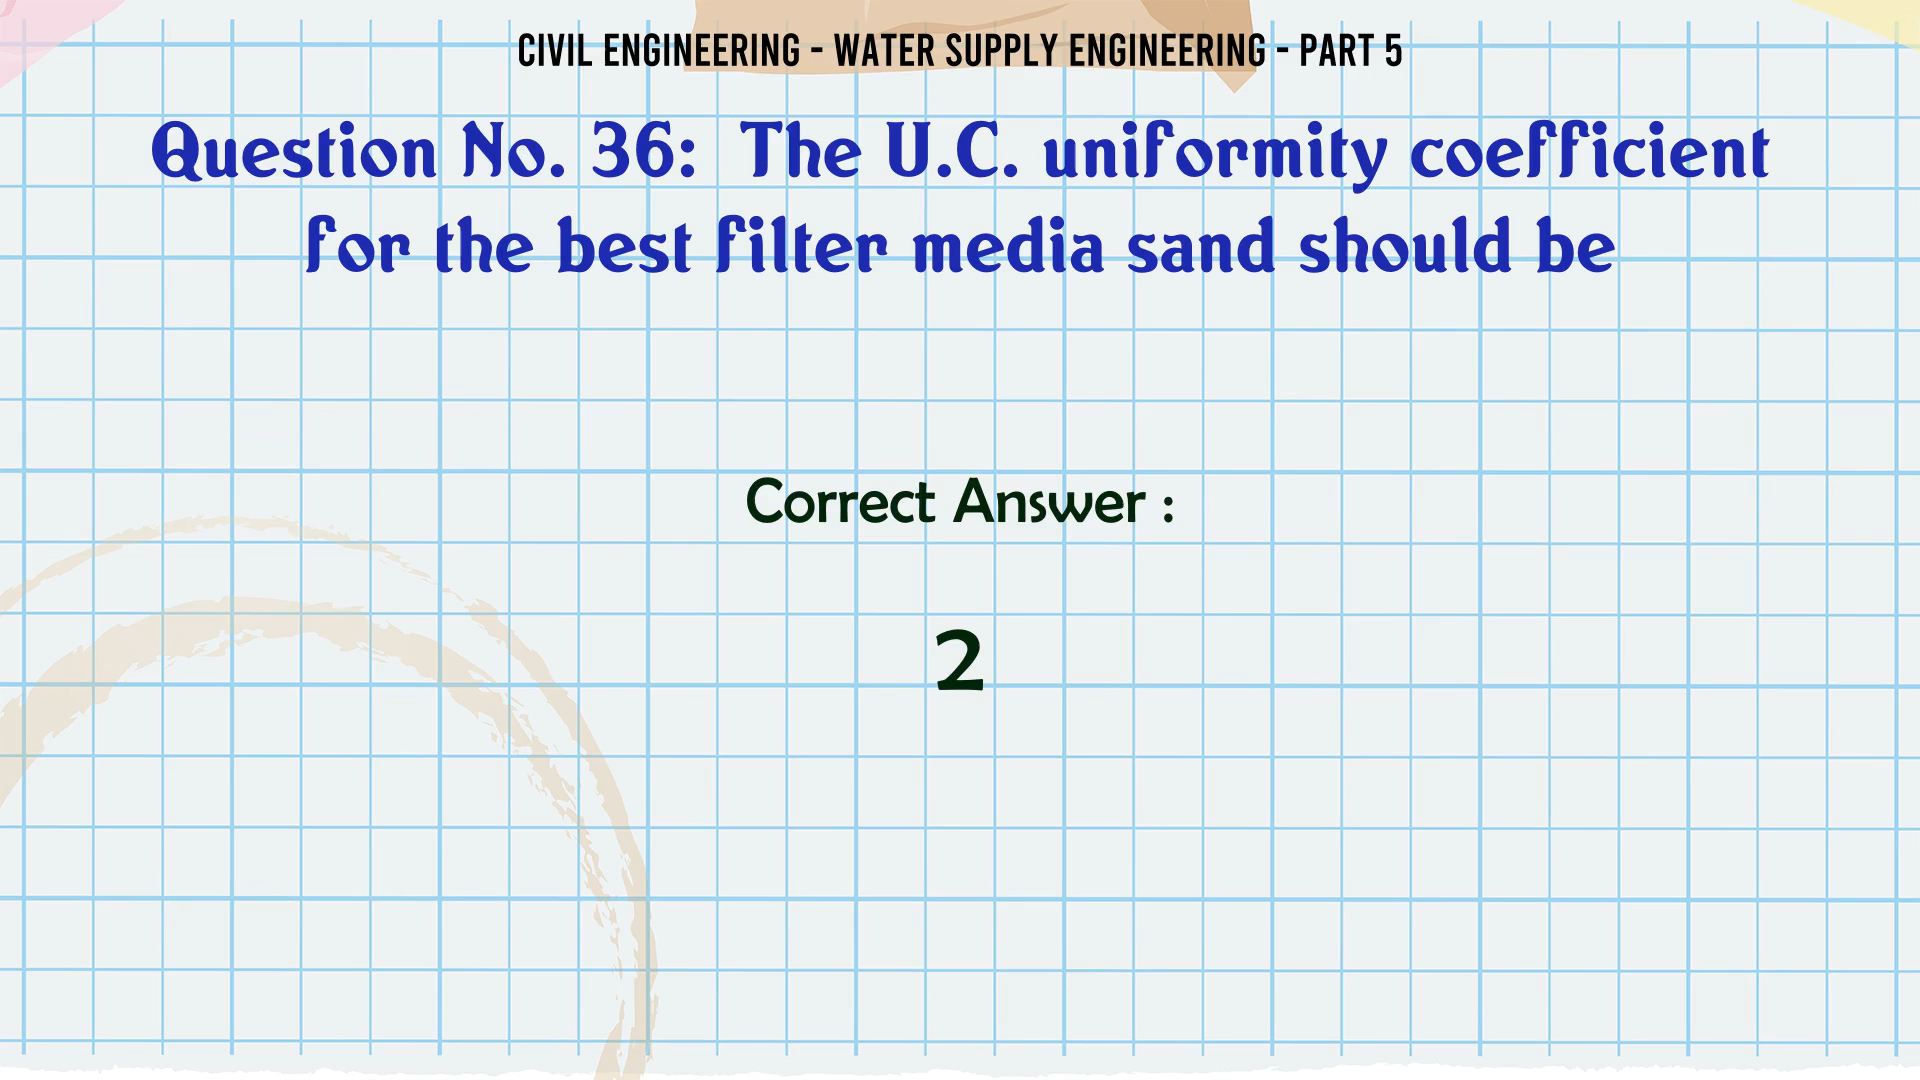 CIVIL ENGINEERING - WATER SUPPLY ENGINEERING - PART 5
Question No. 36: The U.C. uniformity coefficient
for the best filter media sand should be
Correct Answer :
2